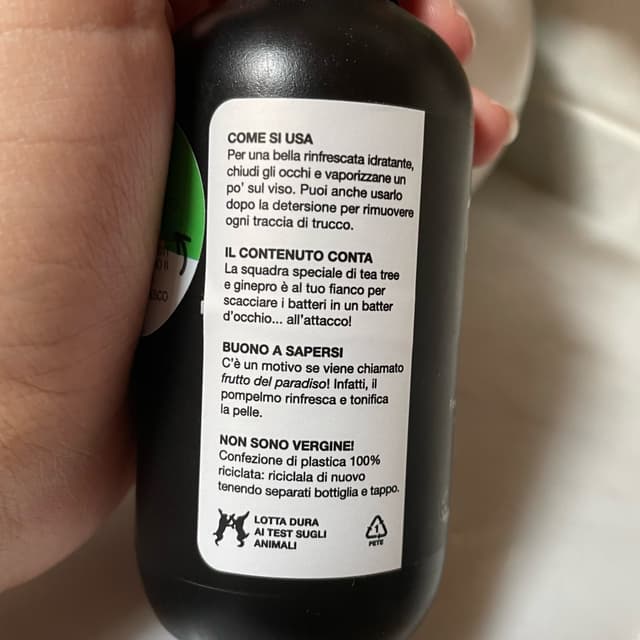 COME SI USA
Per una bella rinfrescata idratante,
chiudi gli occhi e vaporizzane un
po' sul viso. Puoi anche usarlo
dopo la detersione per rimuovere
ogni traccia di trucco.
IL CONTENUTO CONTA
La squadra speciale di tea tree
e ginepro è al tuo fianco per
scacciare i batteri in un batter
d'occhio... all'attacco!
BUONO A SAPERSI
C'è un motivo se viene chiamato
frutto del paradiso! Infatti, il
pompelmo rinfresca e tonifica
la pelle.
NON SONO VERGINE!
Confezione di plastica 100%
riciclata: riciclala di nuovo
tenendo separati bottiglia e tappo.
LOTTA DURA
AI TEST SUGLI
ANIMALI
1
PETE